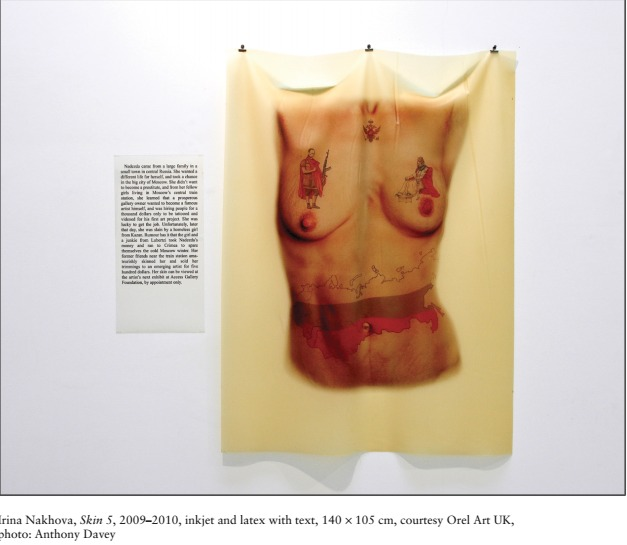 Nadezda came from a large family in a
small town in central Russia. She wanted a
different life for herself, and took a chance
in the big city of Moscow. She didn't want
to become a prostitute, and from her fellow
girls living in Moscow's central train
station, she learned that a prosperous
gallery owner wanted to become a famous
artist himself, and was hiring people for a
thousand dollars only to be tattooed and
videoed for his first art project. She was
lucky to get the job. Unfortunately, later
that day, she was slain by a homeless girl
from Kazan. Rumour has it that the girl and
a junkie from Lubertsi took Nadezda's
money and ran to Crimea to spare
themselves the cold Moscow winter. Her
former friends near the train station
skinned her and sold her
trimmings to an emerging artist for five
hundred dollars. Her skin can be viewed at
the artist's next exhibit at Access Gallery
Foundation, by appointment only.
Irina Nakhova, Skin 5, 2009–2010, inkjet and latex with text, 140 × 105 cm, courtesy Orel Art UK,
photo: Anthony Davey